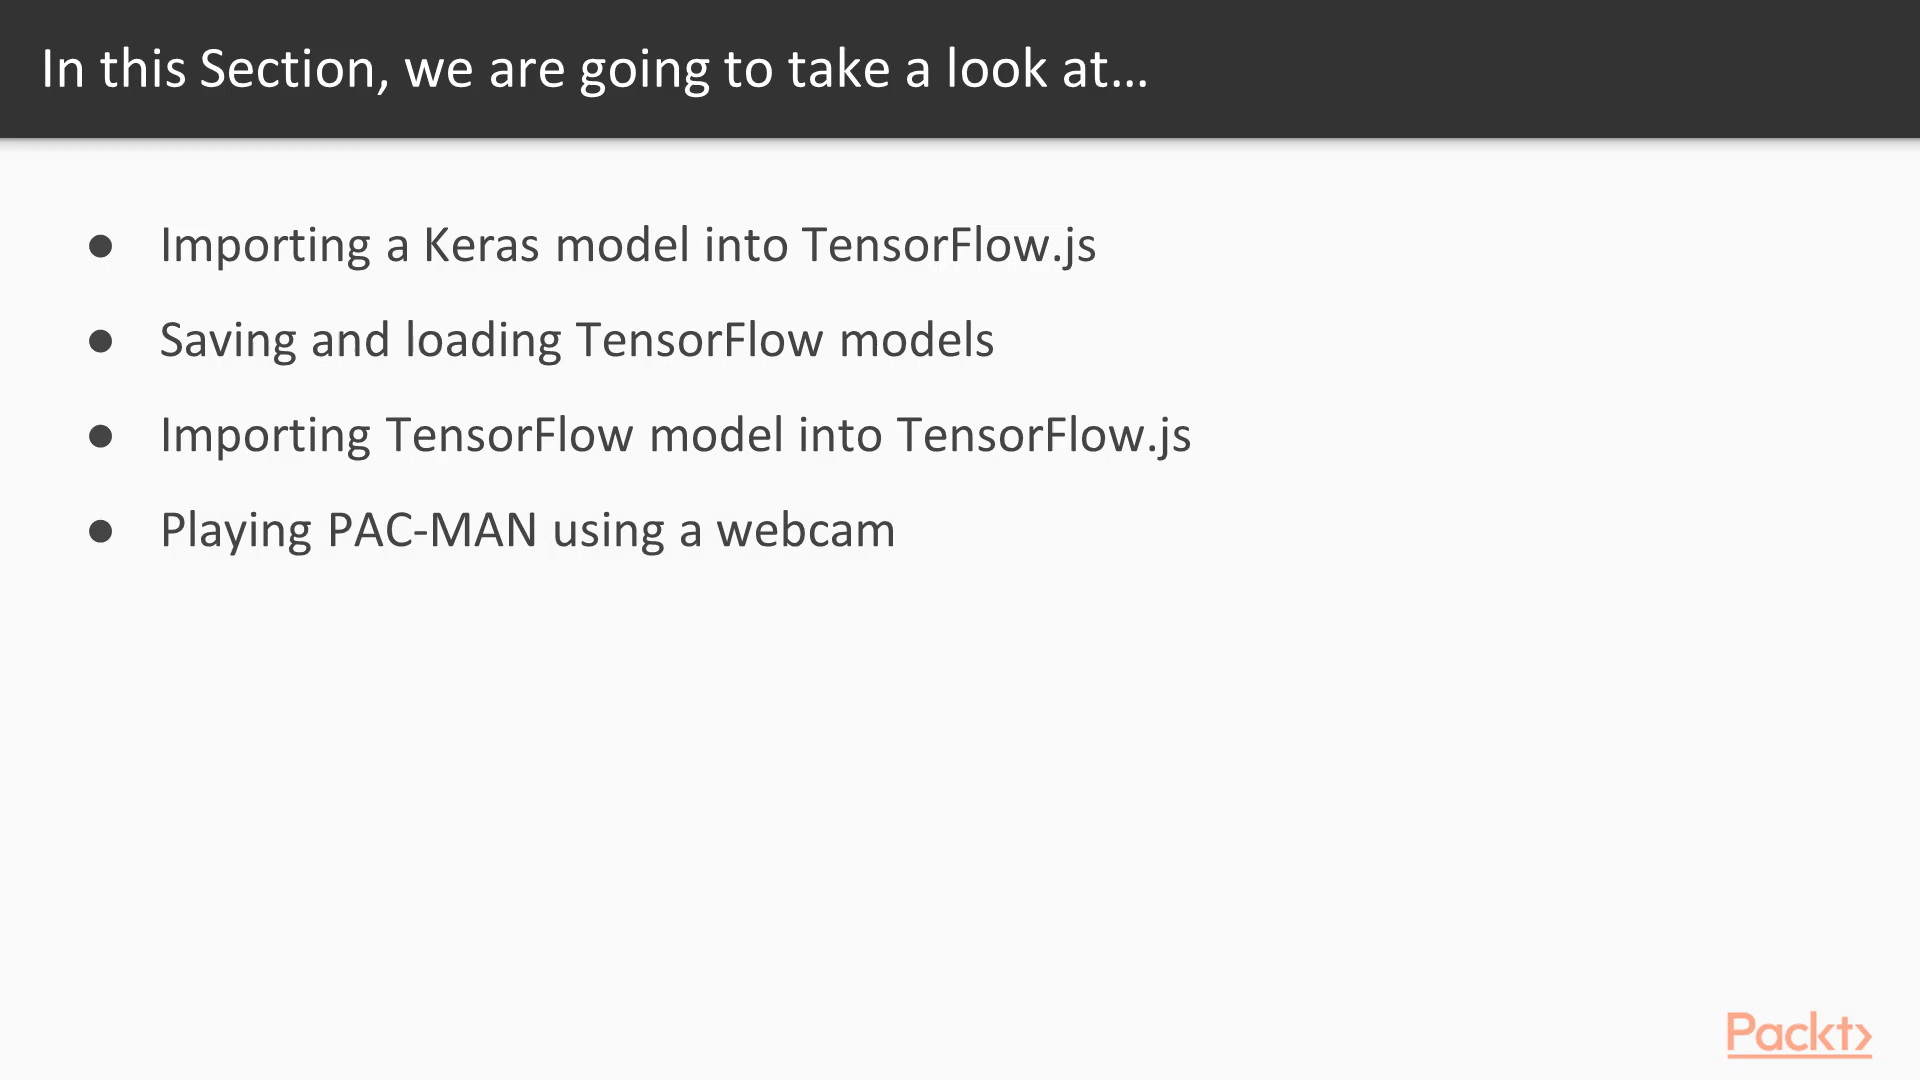 In this Section, we are going to take a look at...
● Importing a Keras model into TensorFlow.js
● Saving and loading TensorFlow models
● Importing TensorFlow model into TensorFlow.js
● Playing PAC-MAN using a webcam
Packt>